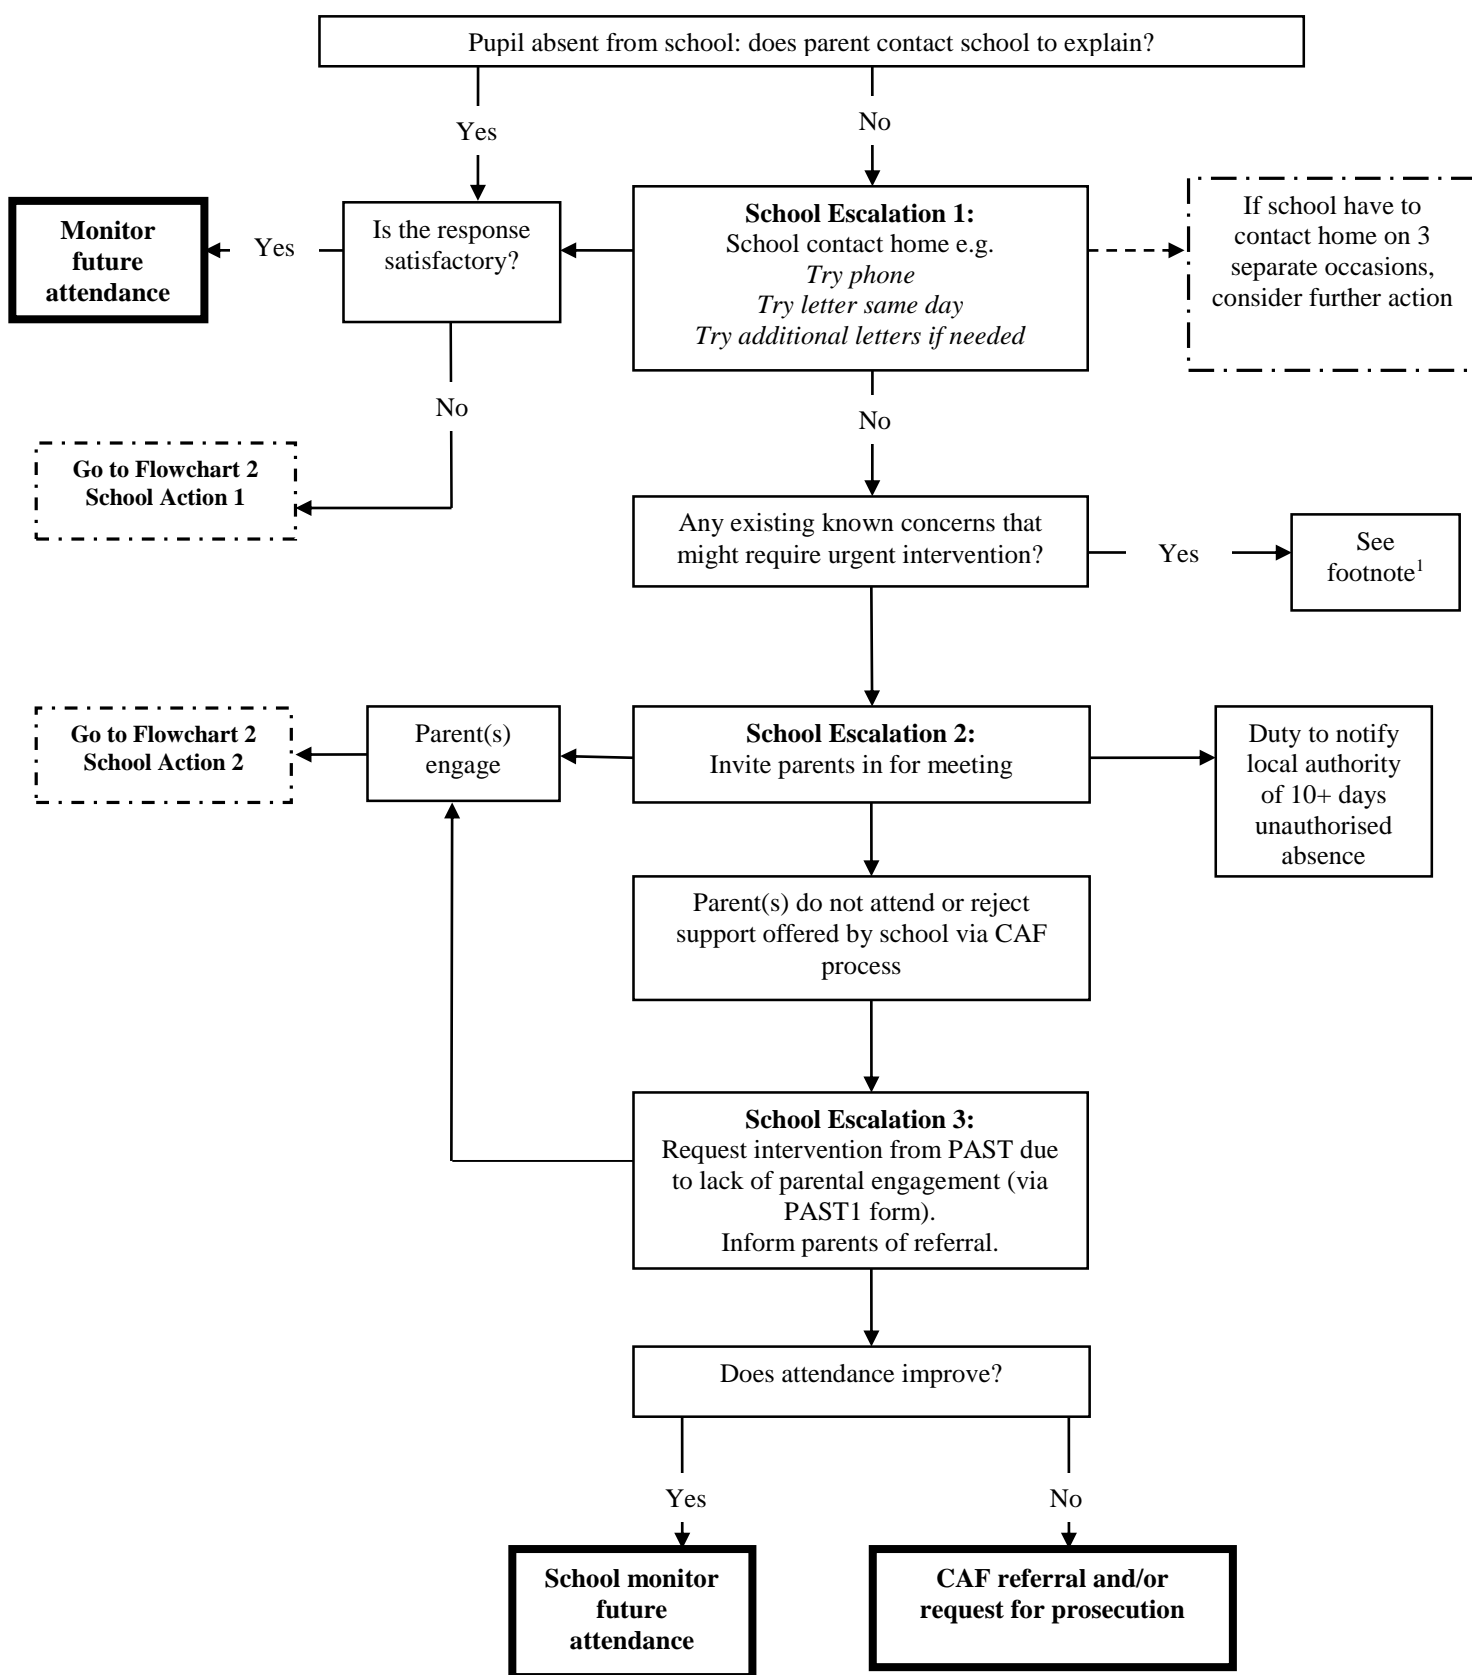 Pupil absent from school: does parent contact school to explain?
Yes
No
Monitor
future
attendance
Yes
Is the response
satisfactory?
School Escalation 1:
School contact home e.g.
Try phone
Try letter same day
Try additional letters if needed
If school have to
contact home on 3
separate occasions,
consider further action
No
No
Go to Flowchart 2
School Action 1
Any existing known concerns that
might require urgent intervention?
Yes
See
footnote1
Go to Flowchart 2
School Action 2
Parent(s)
engage
School Escalation 2:
Invite parents in for meeting
Duty to notify
local authority
of 10+ days
unauthorised
absence
Parent(s) do not attend or reject
support offered by school via CAF
process
School Escalation 3:
Request intervention from PAST due
to lack of parental engagement (via
PAST1 form).
Inform parents of referral.
Does attendance improve?
Yes
No
School monitor
future
attendance
CAF referral and/or
request for prosecution